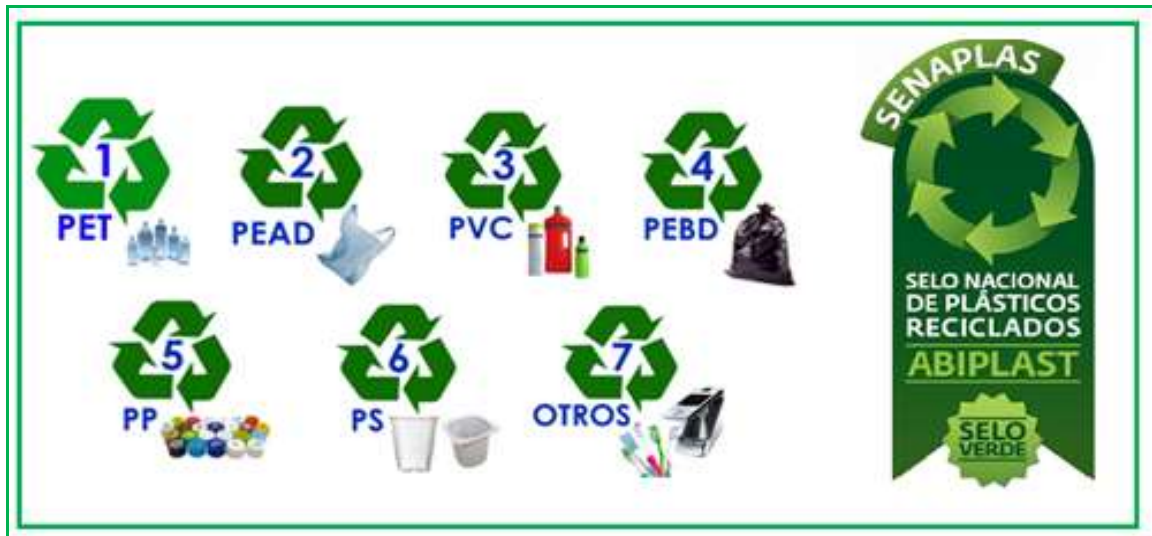 1
PET
2
PEAD
3
PVC
4
PEBD
5
PP
6
PS
7
OTROS
SENAPLAS
SELO NACIONAL
DE PLÁSTICOS
RECICLADOS
ABIPLAST
SELO
VERDE